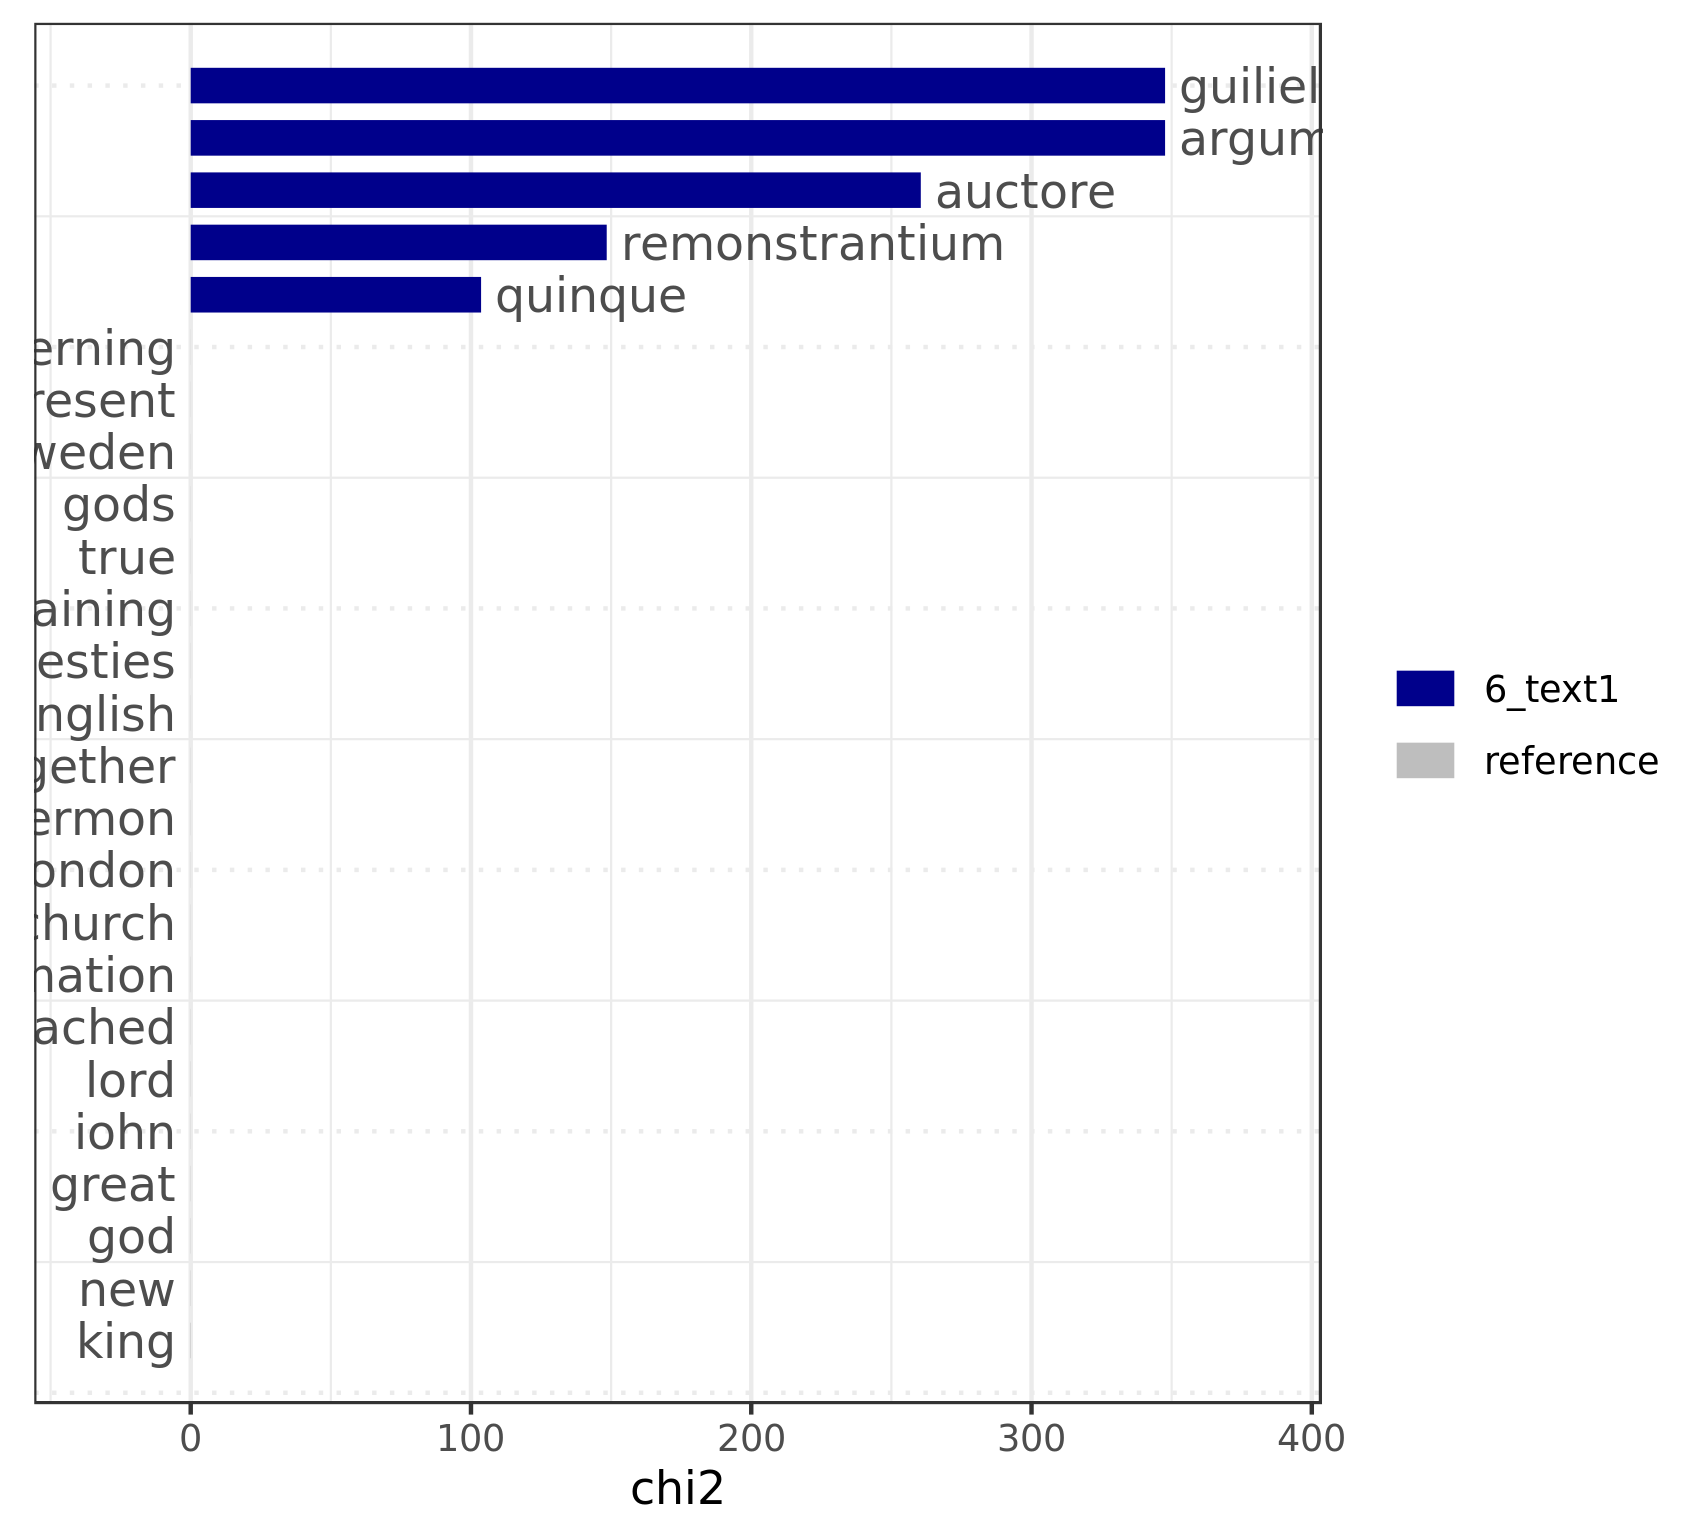 guiliel
argum
auctore
remonstrantium
quinque
erning
resent
weden
gods
true
aining
esties
nglish
gether
ermon
ondon
church
nation
ached
lord
iohn
great
god
new
king
6_text1
reference
0 100 200 300 400
chi2